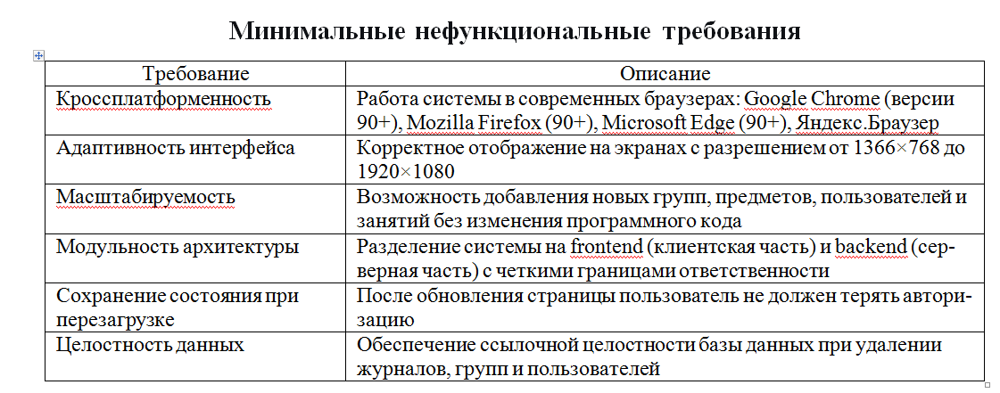 Минимальные нефункциональные требования
Требование Описание
Кроссплатформенность Работа системы в современных браузерах: Google Chrome (версии
90+), Mozilla Firefox (90+), Microsoft Edge (90+), Яндекс.Браузер
Адаптивность интерфейса Корректное отображение на экранах с разрешением от 1366×768 до
1920×1080
Масштабируемость Возможность добавления новых групп, предметов, пользователей и
занятий без изменения программного кода
Модульность архитектуры Разделение системы на frontend (клиентская часть) и backend (сер-
верная часть) с четкими границами ответственности
Сохранение состояния при После обновления страницы пользователь не должен терять автори-
перезагрузке зацию
Целостность данных Обеспечение ссылочной целостности базы данных при удалении
журналов, групп и пользователей